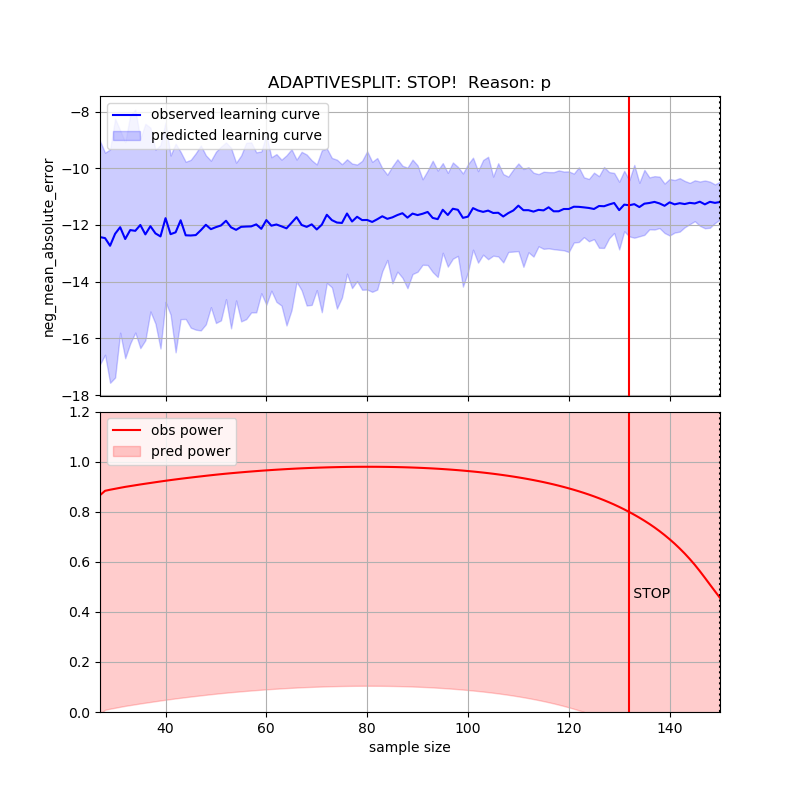 ADAPTIVESPLIT: STOP!  Reason: p
observed learning curve
predicted learning curve
neg_mean_absolute_error
−8
−10
−12
−14
−16
−18
obs power
pred power
1.2
1.0
0.8
0.6
0.4
0.2
0.0
STOP
40 60 80 100 120 140
sample size